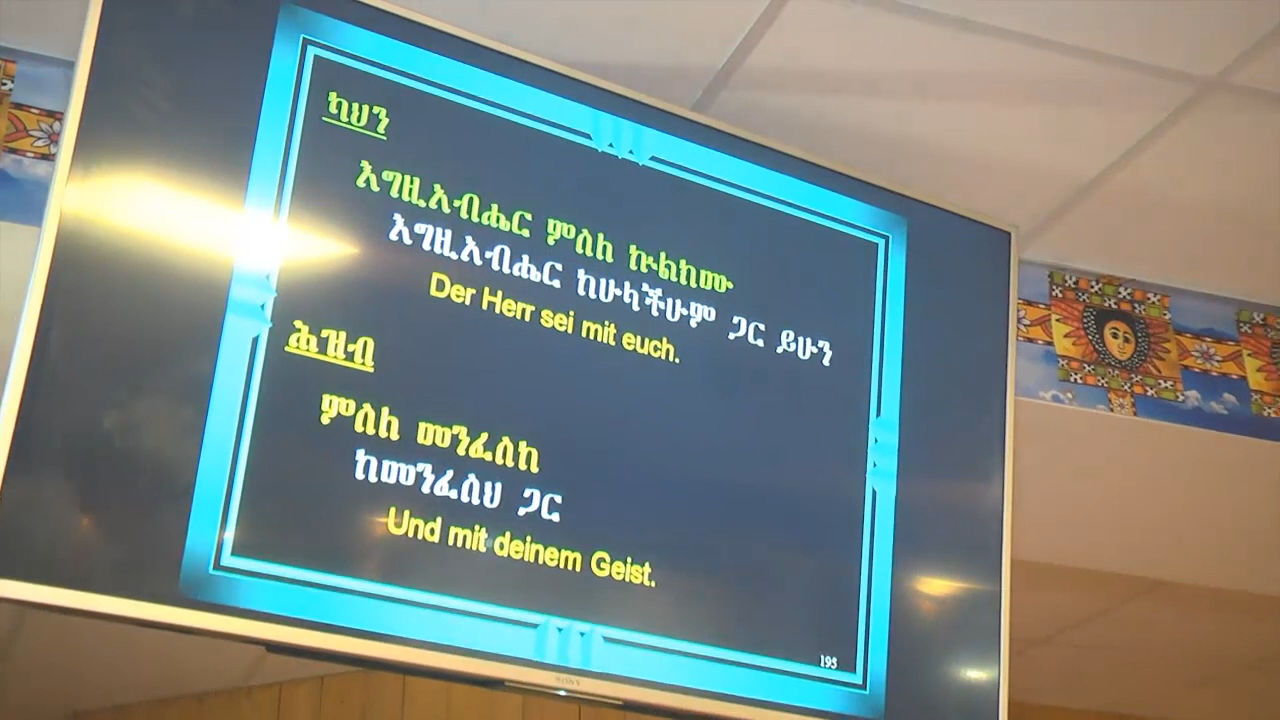 ካህን
እግዚአብሔር ምስለ ኵልክሙ
እግዚአብሔር ከሁላችሁም ጋር ይሁን
Der Herr sei mit euch.
ሕዝብ
ምስለ መንፈስከ
ከመንፈስህ ጋር
Und mit deinem Geist.
195
SONY